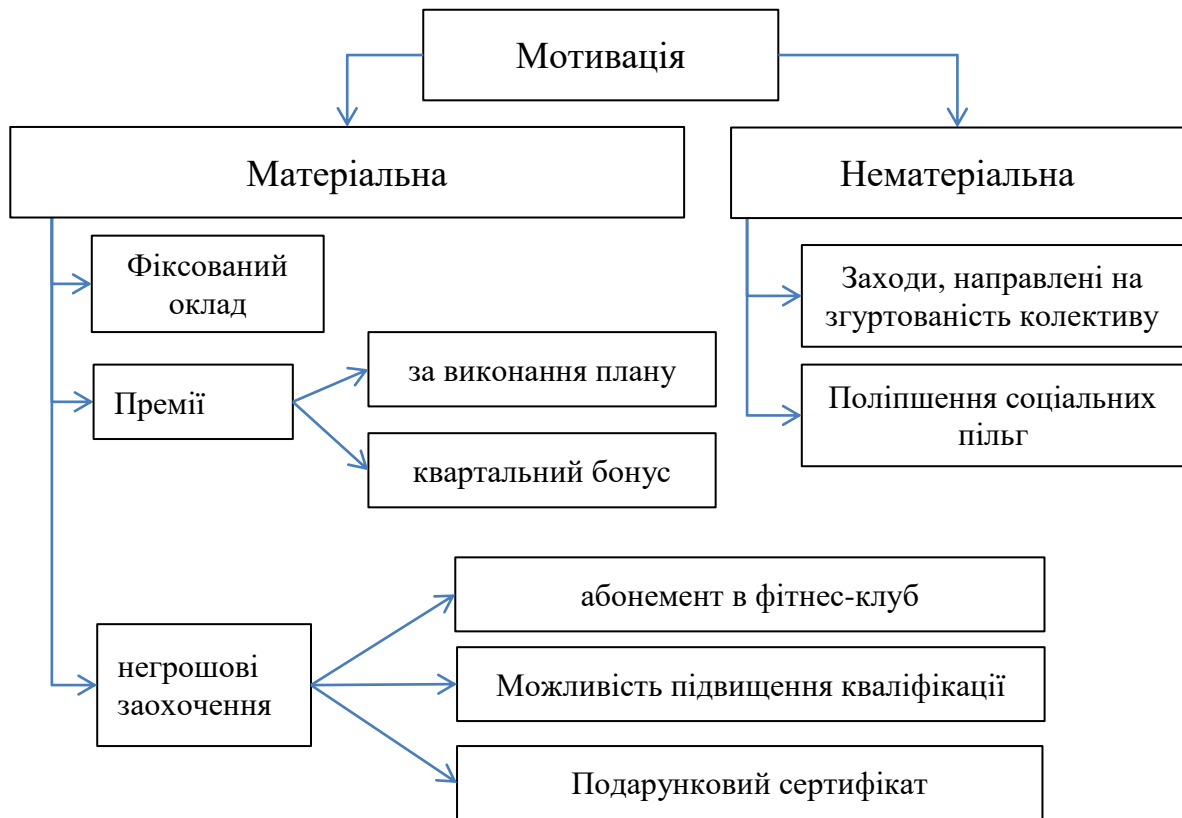 Мотивація
Матеріальна
Нематеріальна
Фіксований
оклад
Заходи, направлені на
згуртованість колективу
Премії
за виконання плану
квартальний бонус
Поліпшення соціальних
пільг
негрошові
заохочення
абонемент в фітнес-клуб
Можливість підвищення кваліфікації
Подарунковий сертифікат